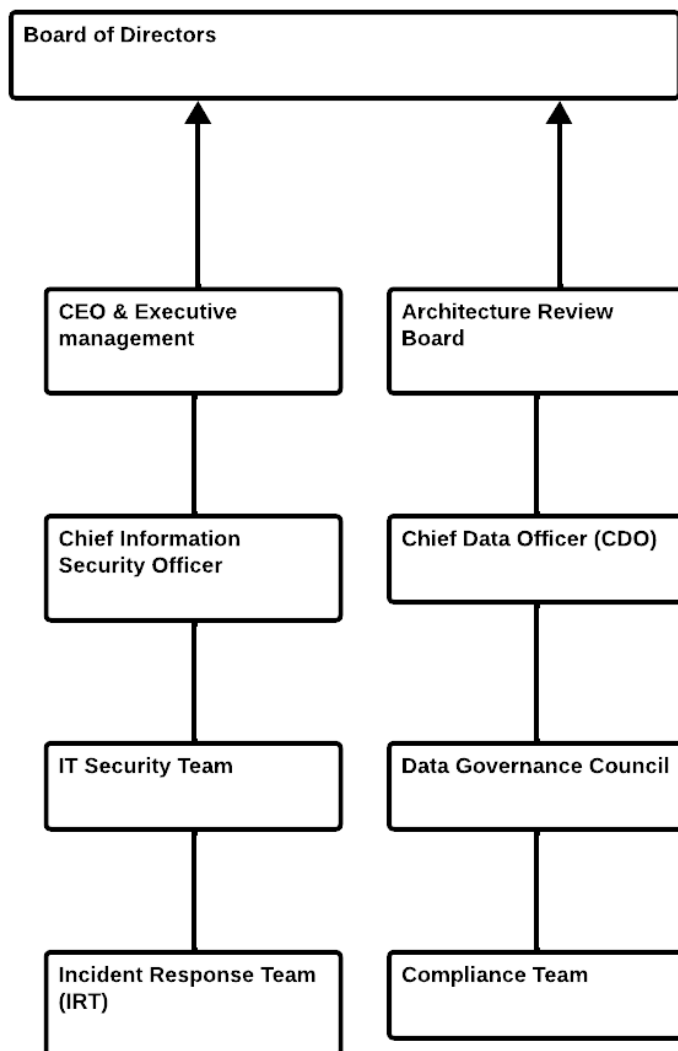 Board of Directors
CEO & Executive
management
Architecture Review
Board
Chief Information
Security Officer
Chief Data Officer (CDO)
IT Security Team
Data Governance Council
Incident Response Team
(IRT)
Compliance Team